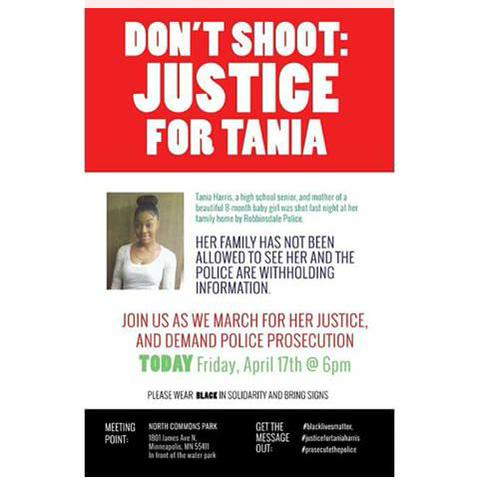 DON'T SHOOT:
JUSTICE
FOR TANIA
Tania Harris, a high school senior, and mother of a
beautiful 8-month baby girl was shot last night at her
family home by Robbinsdale Police.
HER FAMILY HAS NOT BEEN
ALLOWED TO SEE HER AND THE
POLICE ARE WITHHOLDING
INFORMATION.
JOIN US AS WE MARCH FOR HER JUSTICE,
AND DEMAND POLICE PROSECUTION
TODAY Friday, April 17th @ 6pm
PLEASE WEAR BLACK IN SOLIDARITY AND BRING SIGNS
MEETING
POINT:
NORTH COMMONS PARK
1801 James Ave N,
Minneapolis, MN 55411
In front of the water park
GET THE
MESSAGE
OUT:
#blacklivesmatter,
#justicefortaniaharris
#prosecutethepolice